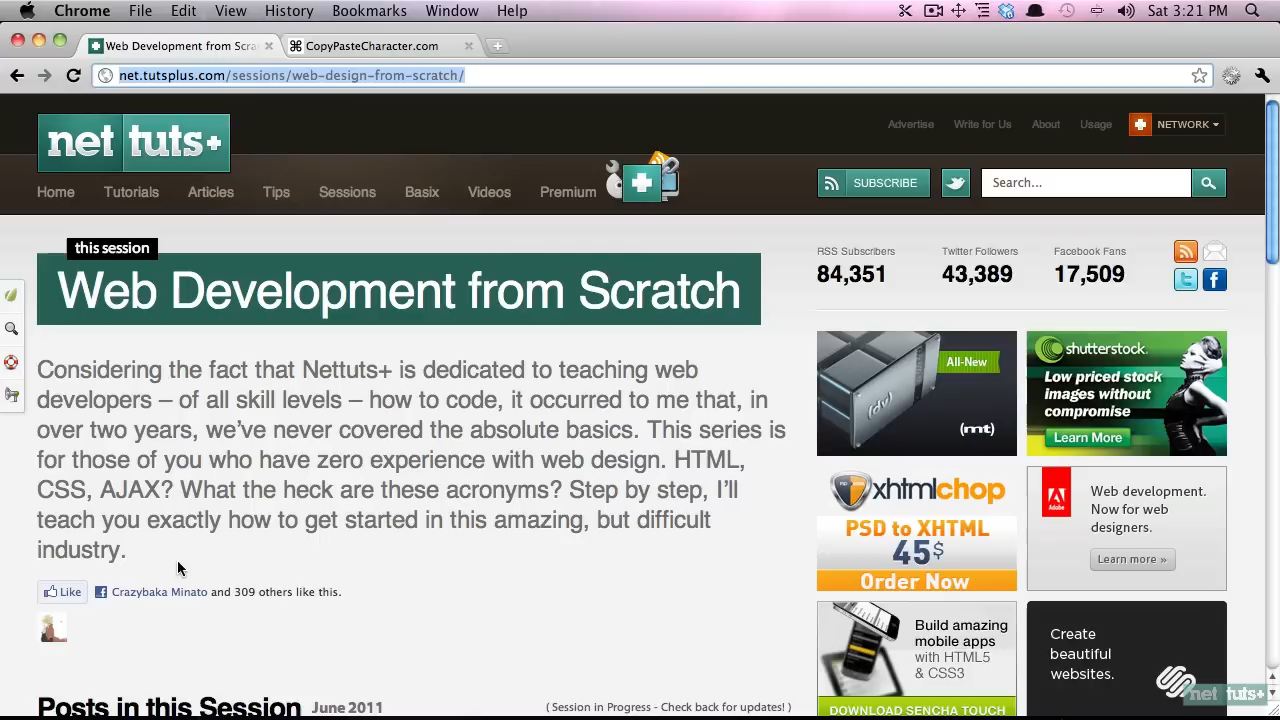 Chrome File Edit View History Bookmarks Window Help Sat 3:21 PM
Web Development from Scra
CopyPasteCharacter.com
net.tutsplus.com/sessions/web-design-from-scratch/
net tuts+
Advertise Write for Us About Usage NETWORK
Home Tutorials Articles Tips Sessions Basix Videos Premium
SUBSCRIBE
Search...
this session
Web Development from Scratch
Considering the fact that Nettuts+ is dedicated to teaching web
developers – of all skill levels – how to code, it occurred to me that, in
over two years, we’ve never covered the absolute basics. This series is
for those of you who have zero experience with web design. HTML,
CSS, AJAX? What the heck are these acronyms? Step by step, I’ll
teach you exactly how to get started in this amazing, but difficult
industry.
Like
Crazybaka Minato and 309 others like this.
Posts in this Session June 2011
( Session in Progress - Check back for updates! )
RSS Subscribers Twitter Followers Facebook Fans
84,351 43,389 17,509
All-New
(dv)
(mt)
shutterstock
Low priced stock
images without
compromise
Learn More
xhtmlchop
PSD to XHTML
45$
Order Now
Adobe
Web development.
Now for web
designers.
Learn more »
Build amazing
mobile apps
with HTML5
& CSS3
DOWNLOAD SENCHA TOUCH
Create
beautiful
websites.
net tuts+